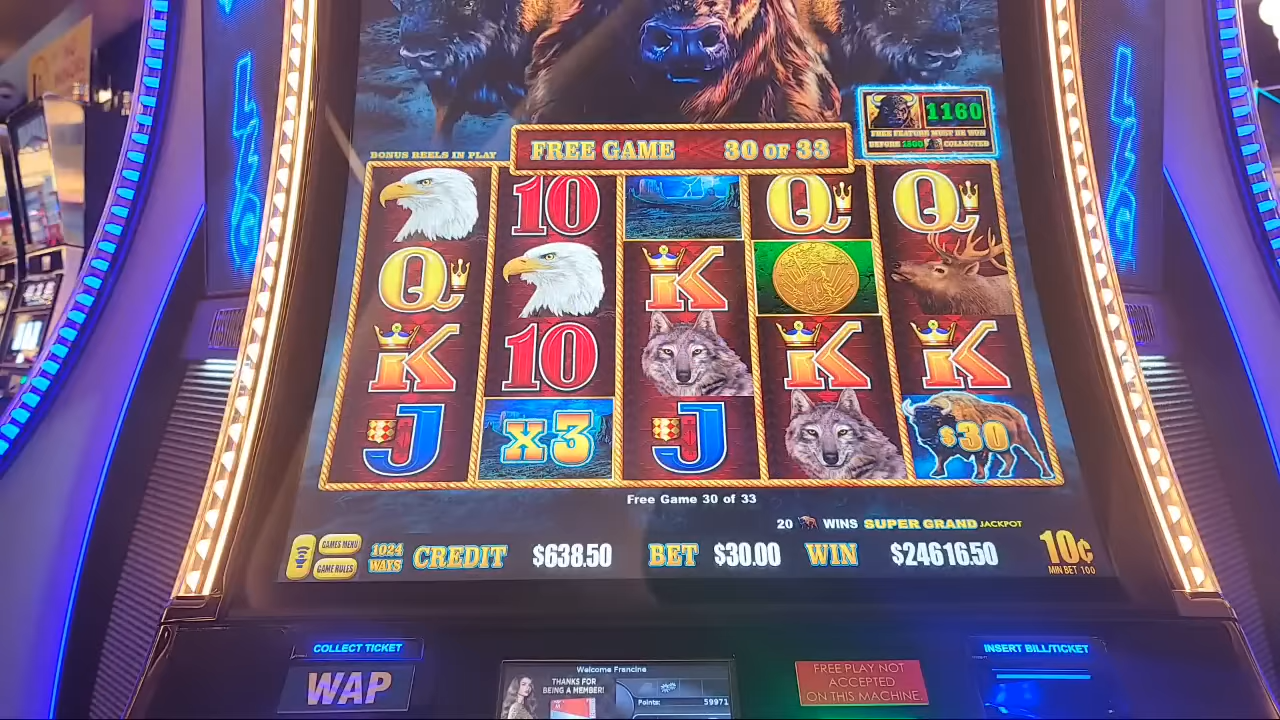 1160
FREE FEATURE MUST BE WON
BEFORE 1800 COLLECTED
BONUS REELS IN PLAY
FREE GAME 30 OF 33
10 Q Q
Q K
K 10 K K
J X3 J $30
Free Game 30 of 33
20 WINS SUPER GRAND JACKPOT
GAMES MENU
GAME RULES
1024 WAYS
CREDIT $638.50 BET $30.00 WIN $24616.50
10¢
MIN BET 100
COLLECT TICKET
WAP
Welcome Francine
THANKS FOR
BEING A MEMBER!
Points: 59971
FREE PLAY NOT
ACCEPTED
ON THIS MACHINE.
INSERT BILL/TICKET